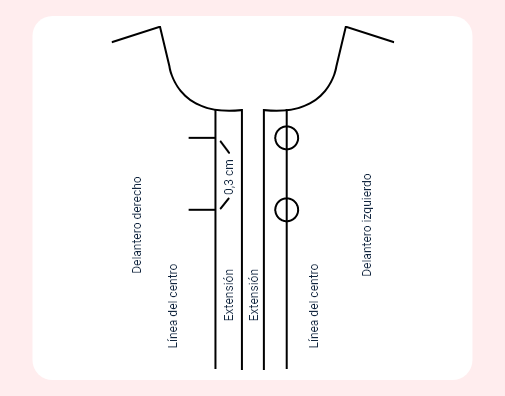 Delantero derecho
Línea del centro
0,3 cm
Extensión
Extensión
Línea del centro
Delantero izquierdo